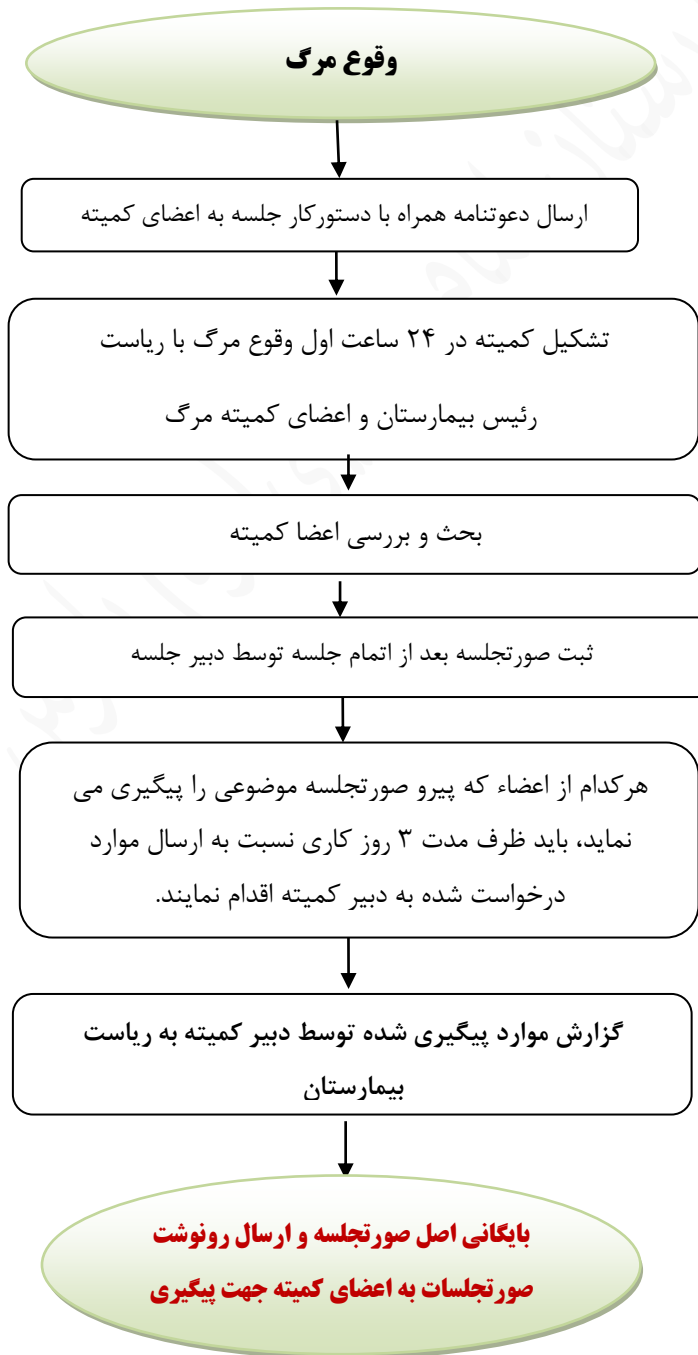 وقوع مرگ
ارسال دعوتنامه همراه با دستورکار جلسه به اعضای کمیته
تشکیل کمیته در ۲۴ ساعت اول وقوع مرگ با ریاست
رئیس بیمارستان و اعضای کمیته مرگ
بحث و بررسی اعضا کمیته
ثبت صورتجلسه بعد از اتمام جلسه توسط دبیر جلسه
هرکدام از اعضاء که پیرو صورتجلسه موضوعی را پیگیری می
نماید، باید ظرف مدت ۳ روز کاری نسبت به ارسال موارد
درخواست شده به دبیر کمیته اقدام نمایند.
گزارش موارد پیگیری شده توسط دبیر کمیته به ریاست
بیمارستان
بایگانی اصل صورتجلسه و ارسال رونوشت
صورتجلسات به اعضای کمیته جهت پیگیری